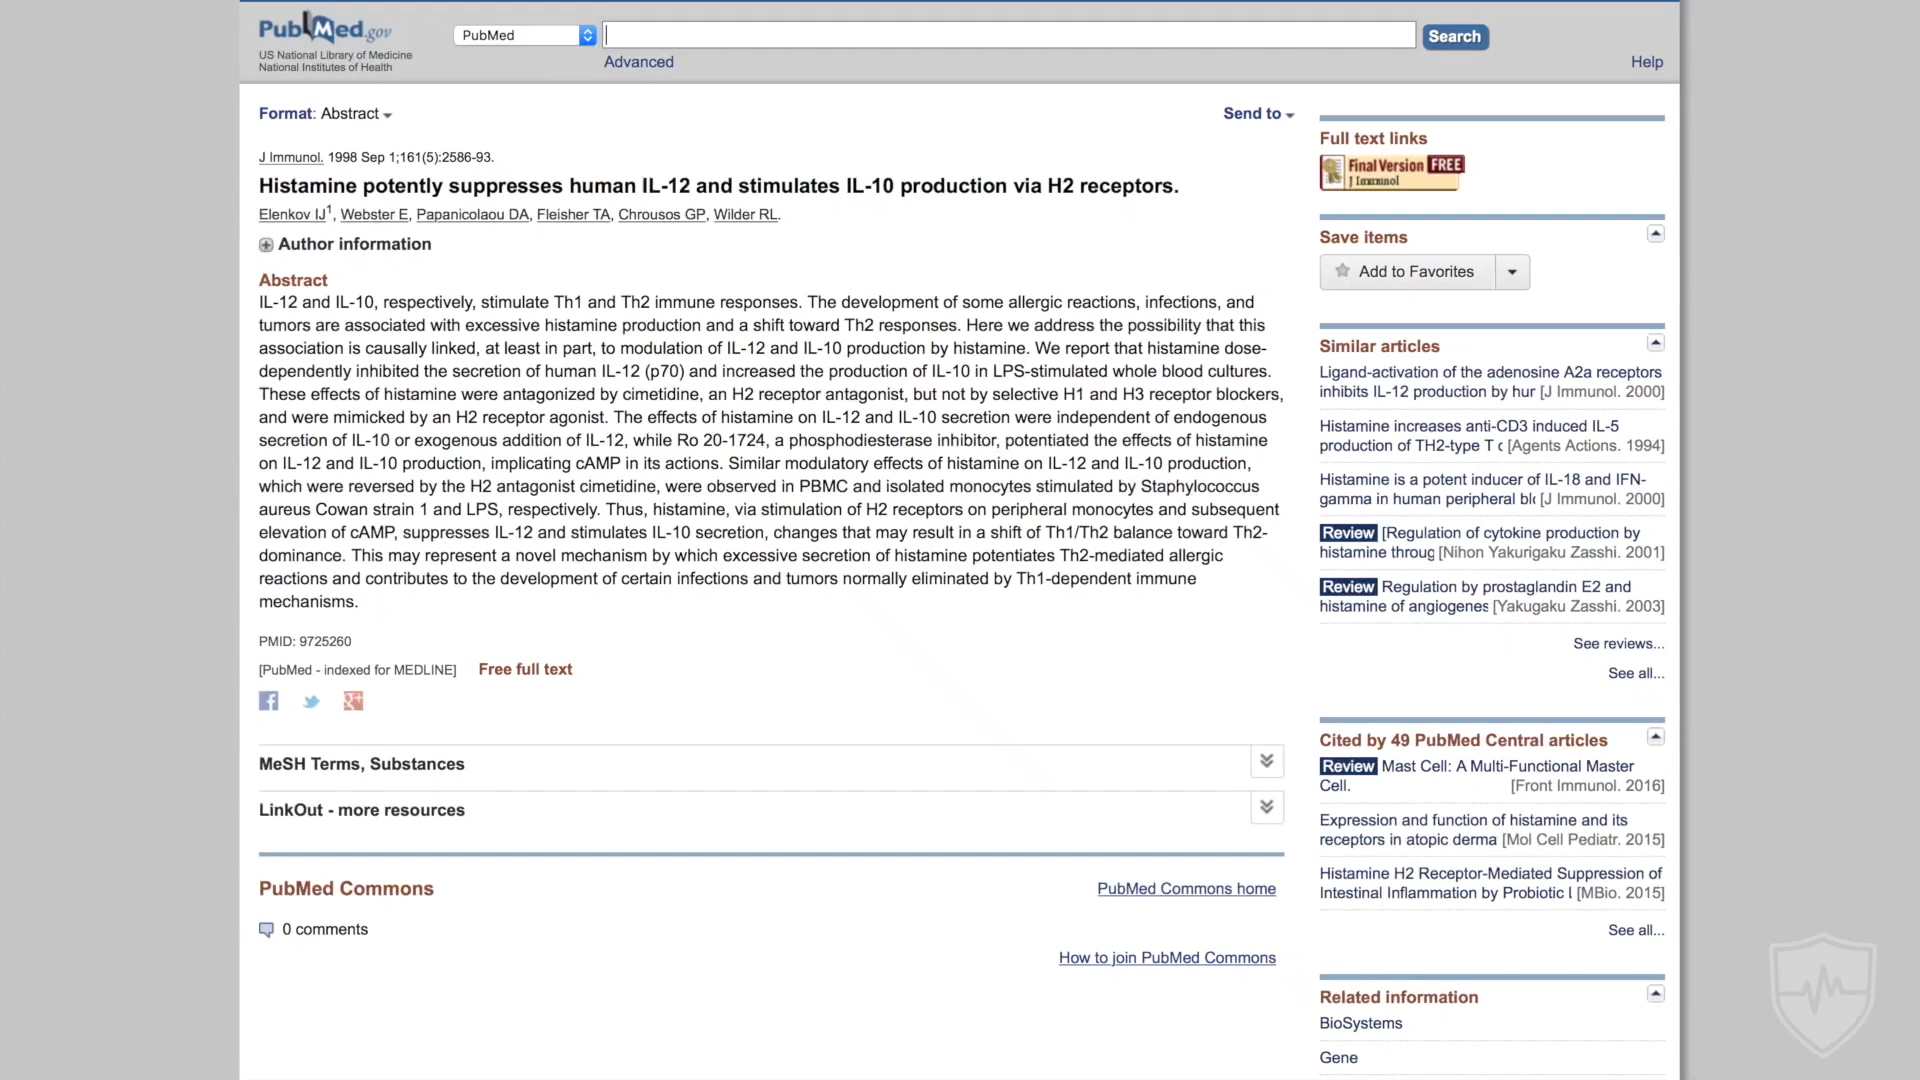 PubMed.gov
US National Library of Medicine
National Institutes of Health
PubMed
Search
Advanced
Help
Format: Abstract
Send to
J Immunol. 1998 Sep 1;161(5):2586-93.
Histamine potently suppresses human IL-12 and stimulates IL-10 production via H2 receptors.
Elenkov IJ1, Webster E, Papanicolaou DA, Fleisher TA, Chrousos GP, Wilder RL.
Author information
Abstract
IL-12 and IL-10, respectively, stimulate Th1 and Th2 immune responses. The development of some allergic reactions, infections, and
tumors are associated with excessive histamine production and a shift toward Th2 responses. Here we address the possibility that this
association is causally linked, at least in part, to modulation of IL-12 and IL-10 production by histamine. We report that histamine dose-
dependently inhibited the secretion of human IL-12 (p70) and increased the production of IL-10 in LPS-stimulated whole blood cultures.
These effects of histamine were antagonized by cimetidine, an H2 receptor antagonist, but not by selective H1 and H3 receptor blockers,
and were mimicked by an H2 receptor agonist. The effects of histamine on IL-12 and IL-10 secretion were independent of endogenous
secretion of IL-10 or exogenous addition of IL-12, while Ro 20-1724, a phosphodiesterase inhibitor, potentiated the effects of histamine
on IL-12 and IL-10 production, implicating cAMP in its actions. Similar modulatory effects of histamine on IL-12 and IL-10 production,
which were reversed by the H2 antagonist cimetidine, were observed in PBMC and isolated monocytes stimulated by Staphylococcus
aureus Cowan strain 1 and LPS, respectively. Thus, histamine, via stimulation of H2 receptors on peripheral monocytes and subsequent
elevation of cAMP, suppresses IL-12 and stimulates IL-10 secretion, changes that may result in a shift of Th1/Th2 balance toward Th2-
dominance. This may represent a novel mechanism by which excessive secretion of histamine potentiates Th2-mediated allergic
reactions and contributes to the development of certain infections and tumors normally eliminated by Th1-dependent immune
mechanisms.
PMID: 9725260
[PubMed - indexed for MEDLINE] Free full text
MeSH Terms, Substances
LinkOut - more resources
PubMed Commons
PubMed Commons home
0 comments
How to join PubMed Commons
Full text links
Final Version FREE
J Immunol
Save items
Add to Favorites
Similar articles
Ligand-activation of the adenosine A2a receptors
inhibits IL-12 production by hur [J Immunol. 2000]
Histamine increases anti-CD3 induced IL-5
production of TH2-type T c [Agents Actions. 1994]
Histamine is a potent inducer of IL-18 and IFN-
gamma in human peripheral blo [J Immunol. 2000]
Review [Regulation of cytokine production by
histamine throug [Nihon Yakurigaku Zasshi. 2001]
Review Regulation by prostaglandin E2 and
histamine of angiogenes [Yakugaku Zasshi. 2003]
See reviews...
See all...
Cited by 49 PubMed Central articles
Review Mast Cell: A Multi-Functional Master
Cell. [Front Immunol. 2016]
Expression and function of histamine and its
receptors in atopic derma [Mol Cell Pediatr. 2015]
Histamine H2 Receptor-Mediated Suppression of
Intestinal Inflammation by Probiotic L [MBio. 2015]
See all...
Related information
BioSystems
Gene